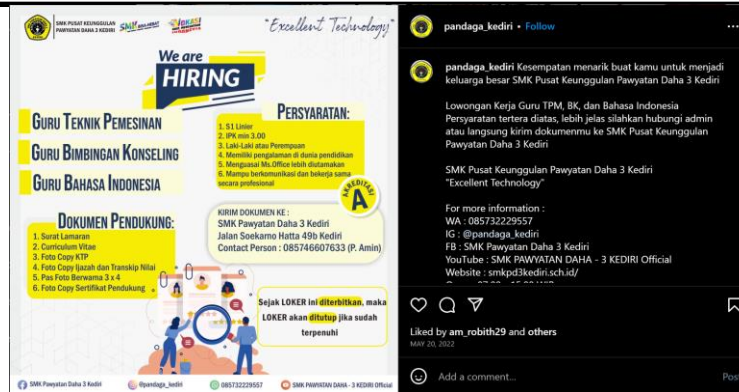 SMK PUSAT KEUNGGULAN
PAWYATAN DAHA 3 KEDIRI
"Excellent Technology"
We are
HIRING
GURU TEKNIK PEMESINAN
GURU BIMBINGAN KONSELING
GURU BAHASA INDONESIA
PERSYARATAN:
1. S1 Linier
2. IPK min 3.00
3. Laki-Laki atau Perempuan
4. Memiliki pengalaman di dunia pendidikan
5. Menguasai Ms.Office lebih diutamakan
6. Mampu berkomunikasi dan bekerja sama
secara profesional
AKREDITASI
A
DOKUMEN PENDUKUNG:
1. Surat Lamaran
2. Curriculum Vitae
3. Foto Copy KTP
4. Foto Copy Ijazah dan Transkip Nilai
5. Pas Foto Berwarna 3 x 4
6. Foto Copy Sertifikat Pendukung
KIRIM DOKUMEN KE :
SMK Pawyatan Daha 3 Kediri
Jalan Soekarno Hatta 49b Kediri
Contact Person : 085746607633 (P. Amin)
Sejak LOKER ini diterbitkan, maka
LOKER akan ditutup jika sudah
terpenuhi
SMK Pawyatan Daha 3 Kediri
@pandaga_kediri
085732229557
SMK PAWYATAN DAHA - 3 KEDIRI Official
pandaga_kediri • Follow
pandaga_kediri Kesempatan menarik buat kamu untuk menjadi
keluarga besar SMK Pusat Keunggulan Pawyatan Daha 3 Kediri
Lowongan Kerja Guru TPM, BK, dan Bahasa Indonesia
Persyaratan tertera diatas, lebih jelas silahkan hubungi admin
atau langsung kirim dokumenmu ke SMK Pusat Keunggulan
Pawyatan Daha 3 Kediri
SMK Pusat Keunggulan Pawyatan Daha 3 Kediri
"Excellent Technology"
For more information :
WA : 085732229557
IG : @pandaga_kediri
FB : SMK Pawyatan Daha 3 Kediri
YouTube : SMK PAWYATAN DAHA - 3 KEDIRI Official
Website : smkpd3kediri.sch.id/
Liked by am_robith29 and others
MAY 20, 2022
Add a comment...
Post